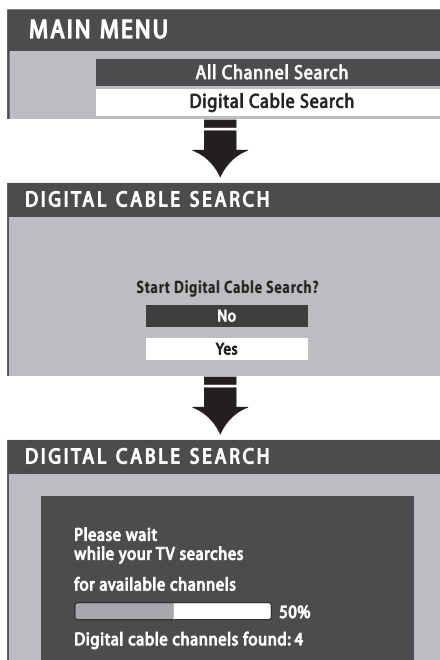 MAIN MENU
All Channel Search
Digital Cable Search
DIGITAL CABLE SEARCH
Start Digital Cable Search?
No
Yes
DIGITAL CABLE SEARCH
Please wait
while your TV searches
for available channels
50%
Digital cable channels found: 4